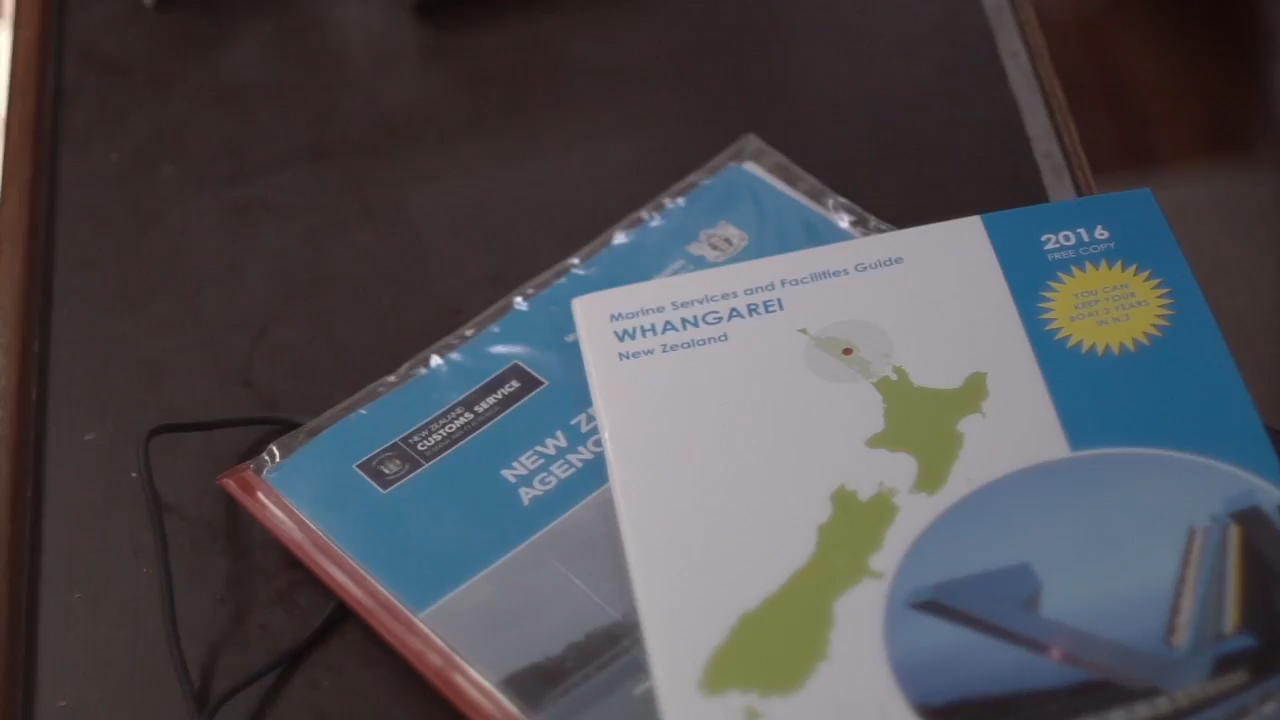 Marine Services and Facilities Guide
WHANGAREI
New Zealand
2016
FREE COPY
YOU CAN
KEEP YOUR
BOAT 2 YEARS
IN N.Z
NEW ZEALAND
CUSTOMS SERVICE
NEW ZE
AGENC